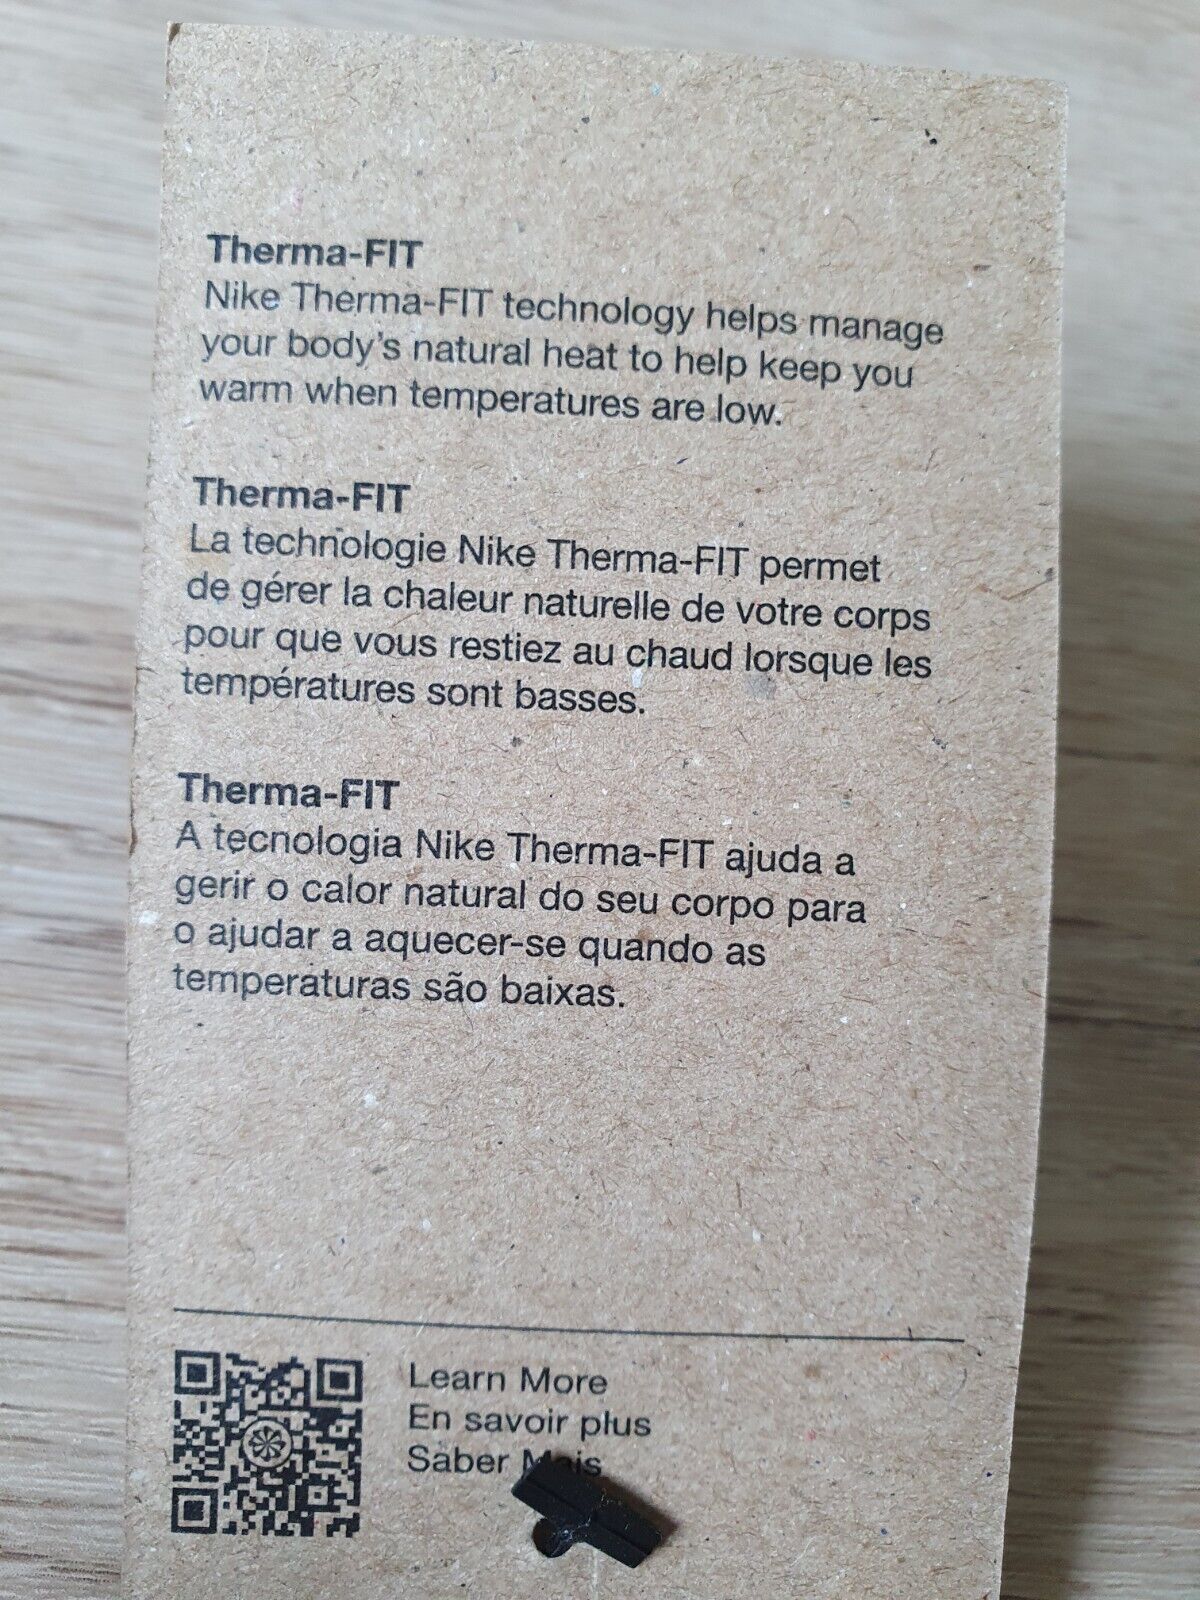 Therma-FIT
Nike Therma-FIT technology helps manage
your body's natural heat to help keep you
warm when temperatures are low.
Therma-FIT
La technologie Nike Therma-FIT permet
de gérer la chaleur naturelle de votre corps
pour que vous restiez au chaud lorsque les
températures sont basses.
Therma-FIT
A tecnologia Nike Therma-FIT ajuda a
gerir o calor natural do seu corpo para
o ajudar a aquecer-se quando as
temperaturas são baixas.
Learn More
En savoir plus
Saber Mais